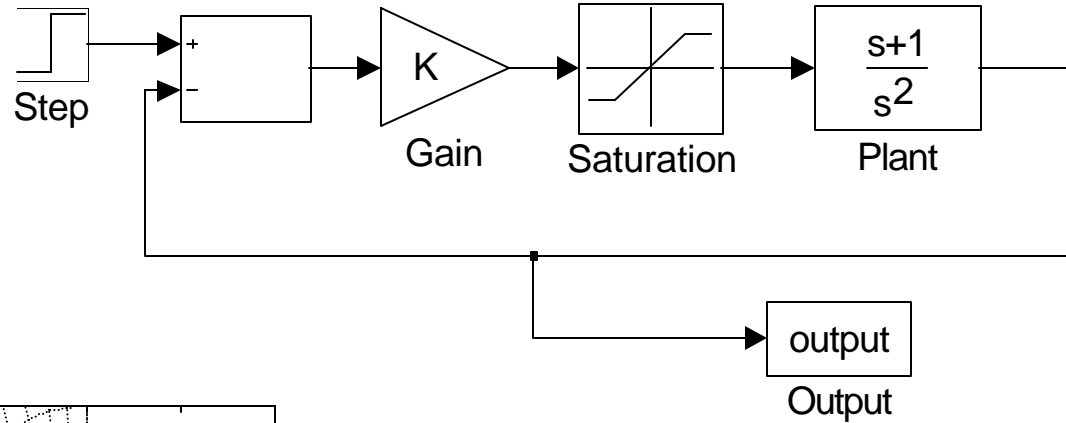 Step
+
−
K
Gain
Saturation
s+1
s2
Plant
output
Output